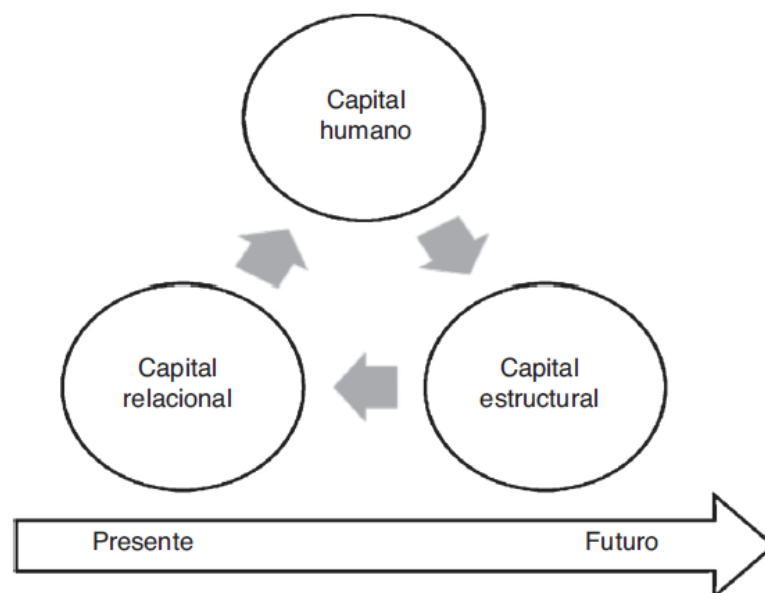 Capital
humano
Capital
relacional
Capital
estructural
Presente
Futuro